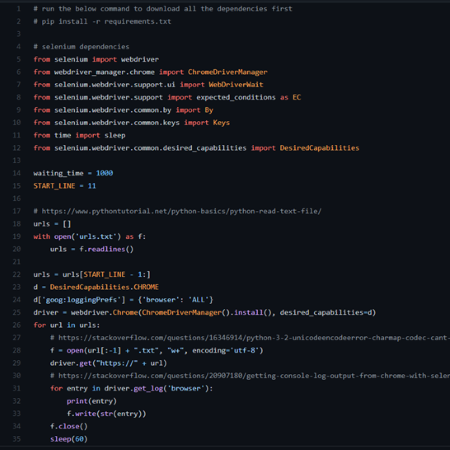 1 # run the below command to download all the dependencies first
2 # pip install -r requirements.txt
3
4 # selenium dependencies
5 from selenium import webdriver
6 from webdriver_manager.chrome import ChromeDriverManager
7 from selenium.webdriver.support.ui import WebDriverWait
8 from selenium.webdriver.support import expected_conditions as EC
9 from selenium.webdriver.common.by import By
10 from selenium.webdriver.common.keys import Keys
11 from time import sleep
12 from selenium.webdriver.common.desired_capabilities import DesiredCapabilities
13
14 waiting_time = 1000
15 START_LINE = 11
16
17 # https://www.pythontutorial.net/python-basics/python-read-text-file/
18 urls = []
19 with open('urls.txt') as f:
20     urls = f.readlines()
21
22 urls = urls[START_LINE - 1:]
23 d = DesiredCapabilities.CHROME
24 d['goog:loggingPrefs'] = {'browser': 'ALL'}
25 driver = webdriver.Chrome(ChromeDriverManager().install(), desired_capabilities=d)
26 for url in urls:
27     # https://stackoverflow.com/questions/16346914/python-3-2-unicodeencodeerror-charmap-codec-cant-
28     f = open(url[:-1] + ".txt", "w+", encoding='utf-8')
29     driver.get("https://" + url)
30     # https://stackoverflow.com/questions/20907180/getting-console-log-output-from-chrome-with-selen
31     for entry in driver.get_log('browser'):
32         print(entry)
33         f.write(str(entry))
34     f.close()
35     sleep(60)